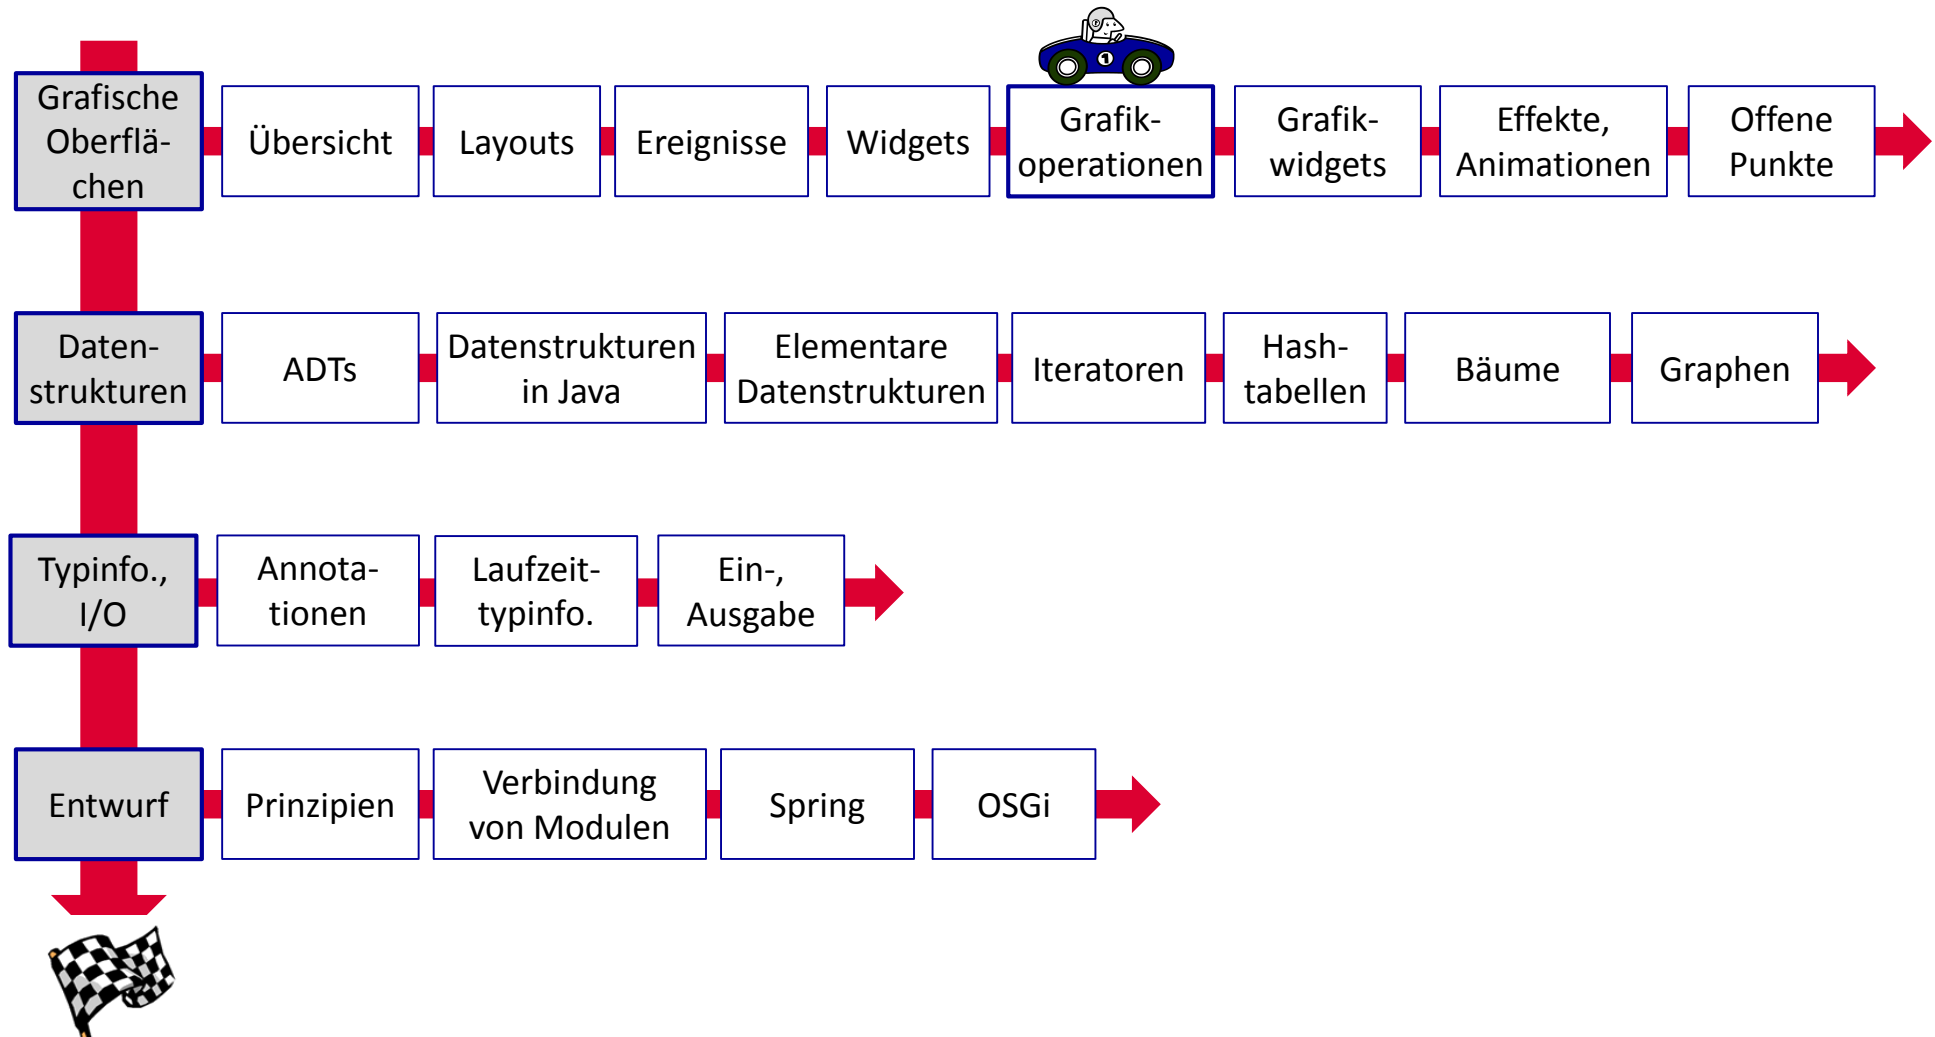 Grafische
Oberflä-
chen
Übersicht
Layouts
Ereignisse
Widgets
Grafik-
operationen
Grafik-
widgets
Effekte,
Animationen
Offene
Punkte
1
Daten-
strukturen
ADTs
Datenstrukturen
in Java
Elementare
Datenstrukturen
Iteratoren
Hash-
tabellen
Bäume
Graphen
Typinfo.,
I/O
Annota-
tionen
Laufzeit-
typinfo.
Ein-,
Ausgabe
Entwurf
Prinzipien
Verbindung
von Modulen
Spring
OSGi